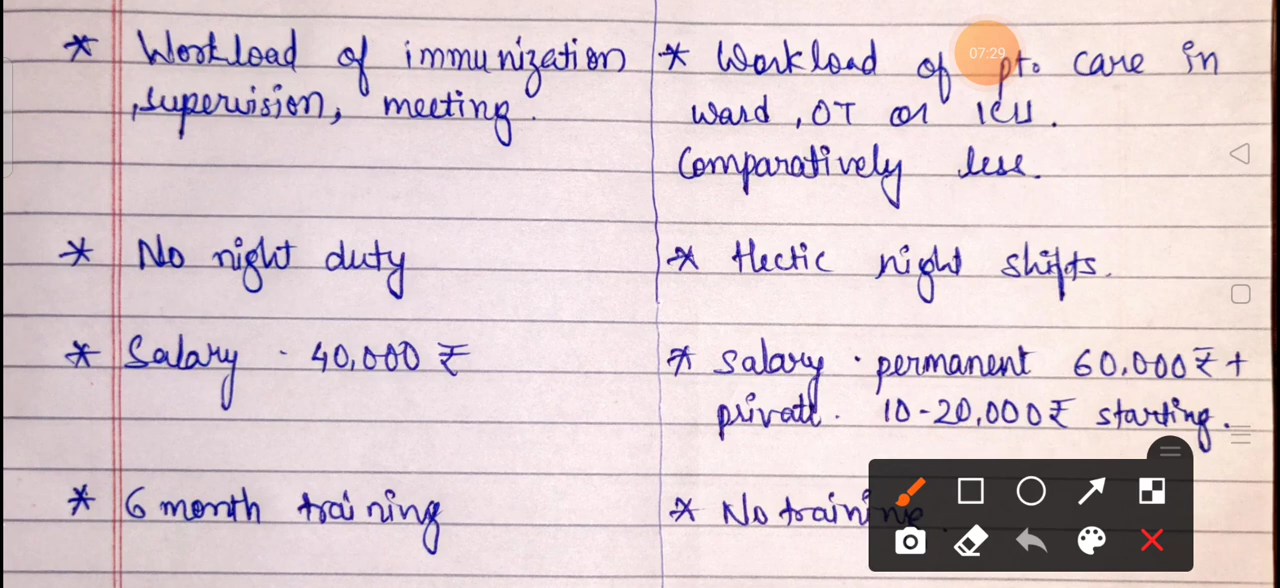 * Workload of immunization
, supervision, meeting.
* Workload of pt. care in
ward, OT or ICU.
Comparatively less.
07:29
* No night duty
* Hectic night shifts.
* Salary · 40,000 ₹
* Salary · permanent 60,000₹+
private. 10-20,000₹ starting.
* 6 month training
* No training.